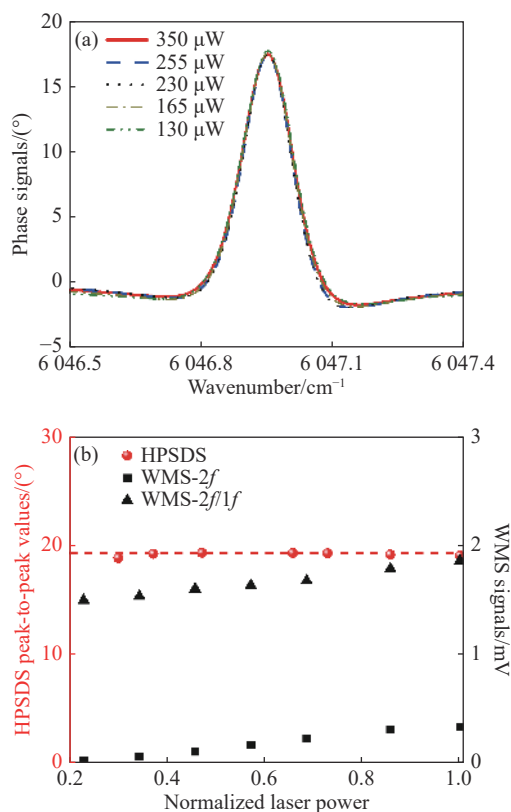 20
(a)
350 μW
255 μW
230 μW
165 μW
130 μW
15
10
5
0
−5
Phase signals/(°)
6 046.5 6 046.8 6 047.1 6 047.4
Wavenumber/cm⁻¹
30 3
(b)
HPSDS
WMS-2f
WMS-2f/1f
20 2
10 1
0 0
HPSDS peak-to-peak values/(°)
WMS signals/mV
0.2 0.4 0.6 0.8 1.0
Normalized laser power